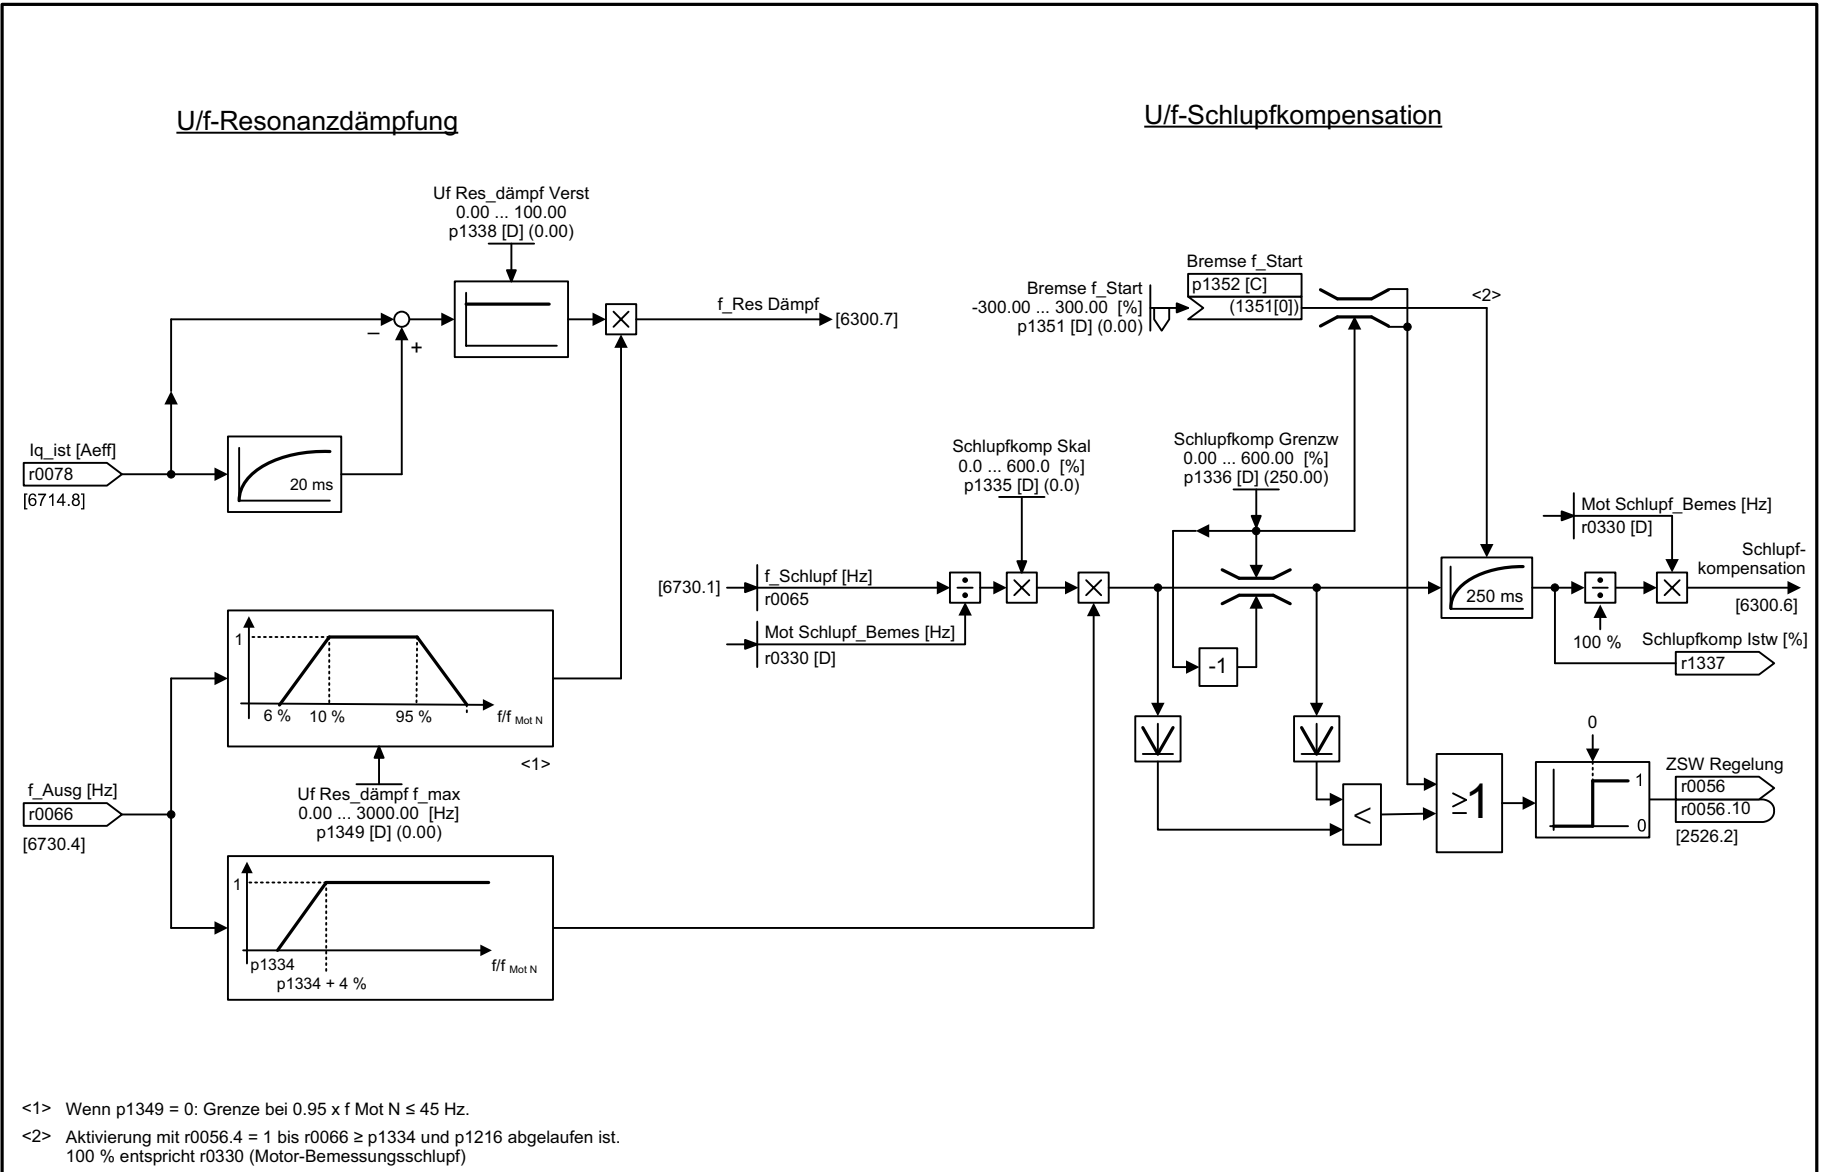 U/f-Resonanzdämpfung
Uf Res_dämpf Verst
0.00 ... 100.00
p1338 [D] (0.00)
f_Res Dämpf
[6300.7]
–
+
Iq_ist [Aeff]
r0078
[6714.8]
20 ms
1
6 %
10 %
95 %
f/f Mot N
<1>
Uf Res_dämpf f_max
0.00 ... 3000.00 [Hz]
p1349 [D] (0.00)
f_Ausg [Hz]
r0066
[6730.4]
1
p1334
p1334 + 4 %
f/f Mot N
U/f-Schlupfkompensation
Bremse f_Start
-300.00 ... 300.00 [%]
p1351 [D] (0.00)
Bremse f_Start
p1352 [C]
(1351[0])
<2>
Schlupfkomp Skal
0.0 ... 600.0 [%]
p1335 [D] (0.0)
Schlupfkomp Grenzw
0.00 ... 600.00 [%]
p1336 [D] (250.00)
[6730.1]
f_Schlupf [Hz]
r0065
Mot Schlupf_Bemes [Hz]
r0330 [D]
÷
-1
250 ms
÷
100 %
Mot Schlupf_Bemes [Hz]
r0330 [D]
Schlupf-
kompensation
[6300.6]
Schlupfkomp Istw [%]
r1337
<
≥1
0
1
0
ZSW Regelung
r0056
r0056.10
[2526.2]
<1> Wenn p1349 = 0: Grenze bei 0.95 x f Mot N ≤ 45 Hz.
<2> Aktivierung mit r0056.4 = 1 bis r0066 ≥ p1334 und p1216 abgelaufen ist.
100 % entspricht r0330 (Motor-Bemessungsschlupf)